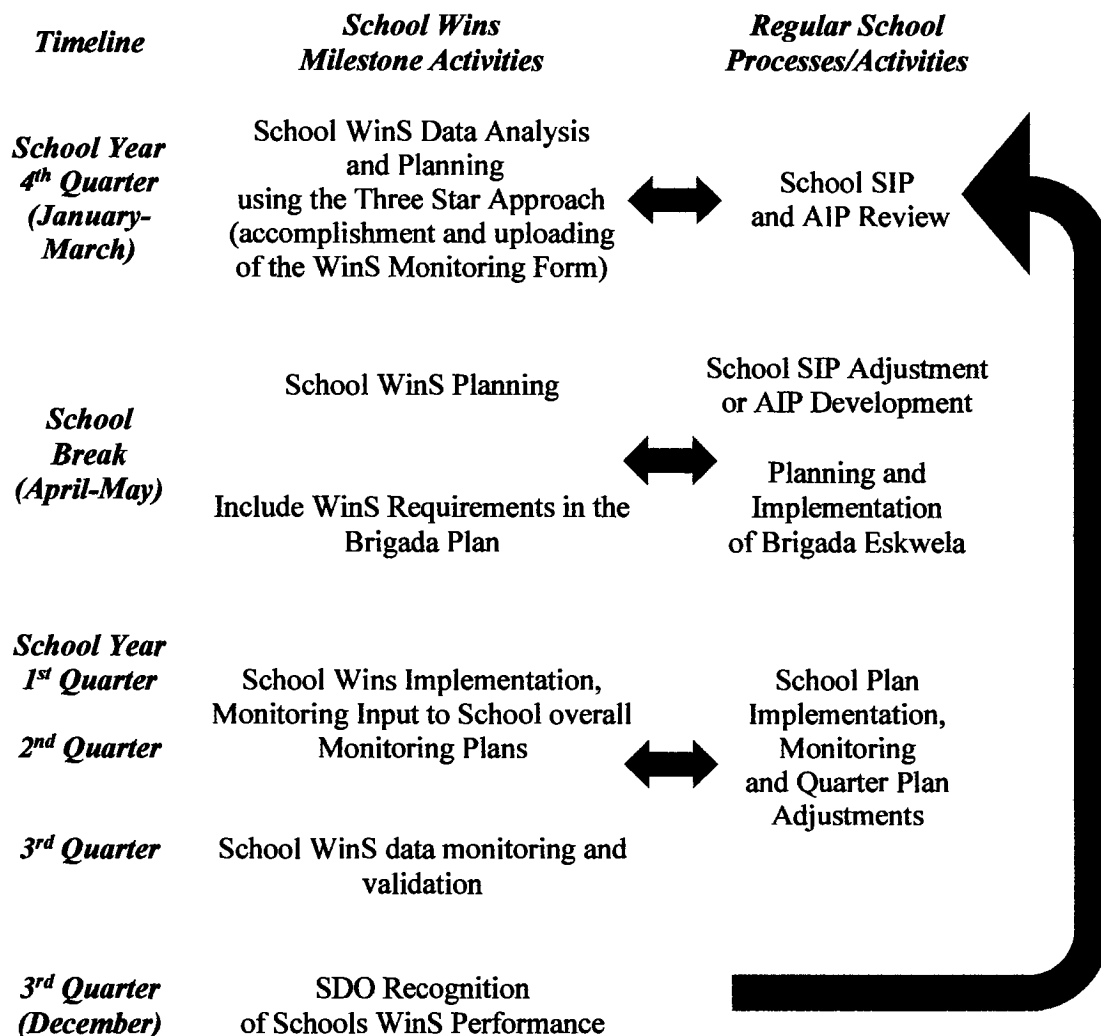 Timeline
School Wins
Milestone Activities
Regular School
Processes/Activities
School Year
4th Quarter
(January-
March)
School WinS Data Analysis
and Planning
using the Three Star Approach
(accomplishment and uploading
of the WinS Monitoring Form)
School SIP
and AIP Review
School
Break
(April-May)
School WinS Planning
Include WinS Requirements in the
Brigada Plan
School SIP Adjustment
or AIP Development
Planning and
Implementation
of Brigada Eskwela
School Year
1st Quarter
2nd Quarter
School Wins Implementation,
Monitoring Input to School overall
Monitoring Plans
School Plan
Implementation,
Monitoring
and Quarter Plan
Adjustments
3rd Quarter
School WinS data monitoring and
validation
3rd Quarter
(December)
SDO Recognition
of Schools WinS Performance